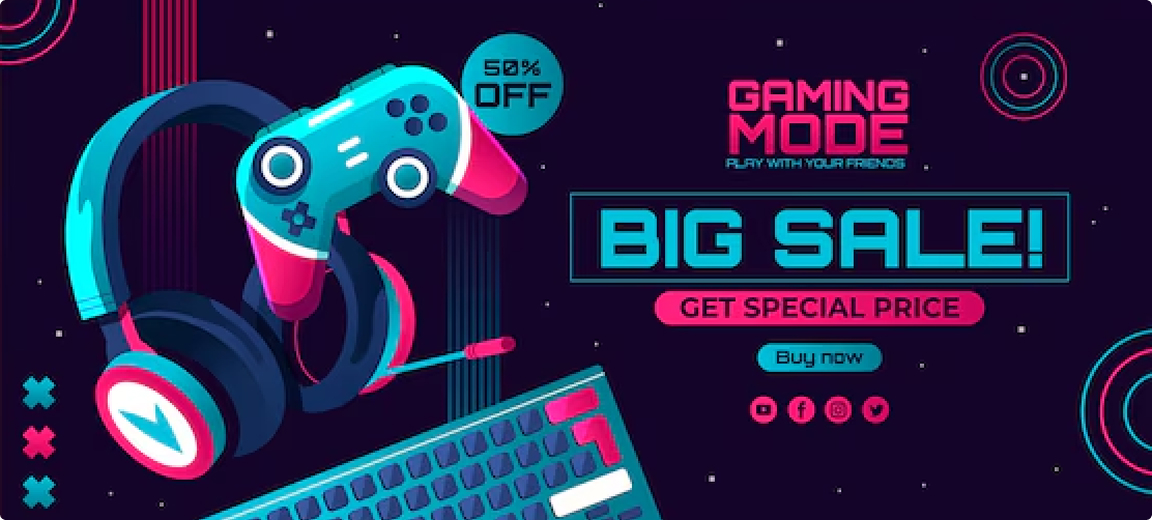 50%
OFF
GAMING
MODE
PLAY WITH YOUR FRIENDS
BIG SALE!
GET SPECIAL PRICE
Buy now